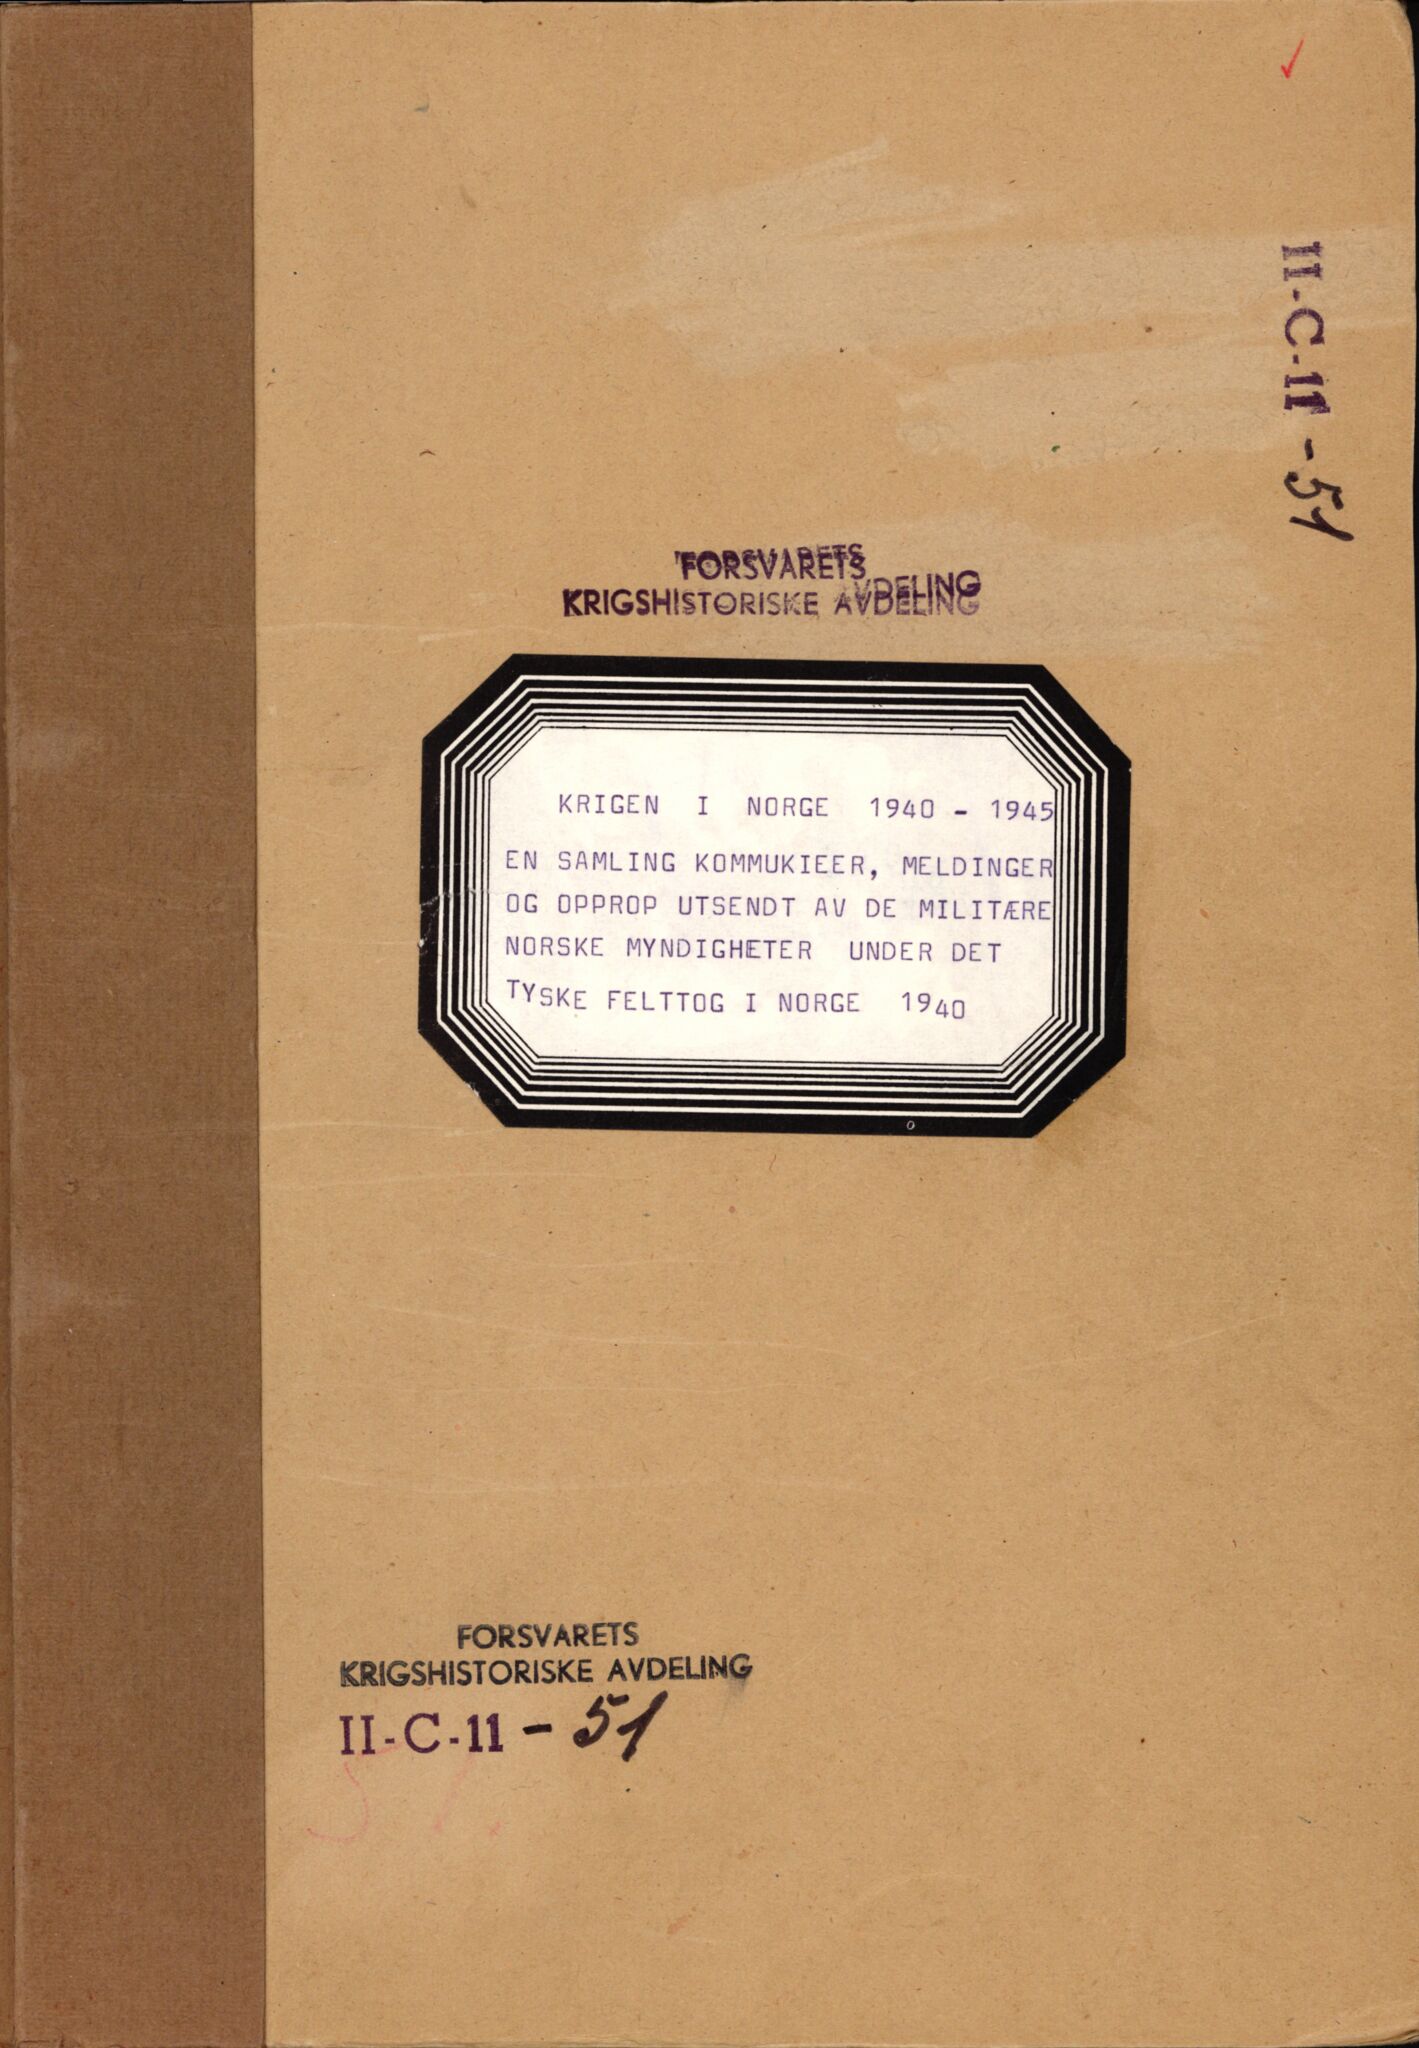 II-C-11 - 51
FORSVARETS
KRIGSHISTORISKE AVDELING
KRIGEN I NORGE 1940 - 1945
EN SAMLING KOMMUKIEER, MELDINGER
OG OPPROP UTSENDT AV DE MILITÆRE
NORSKE MYNDIGHETER UNDER DET
TYSKE FELTTOG I NORGE 1940
FORSVARETS
KRIGSHISTORISKE AVDELING
II-C-11 - 51